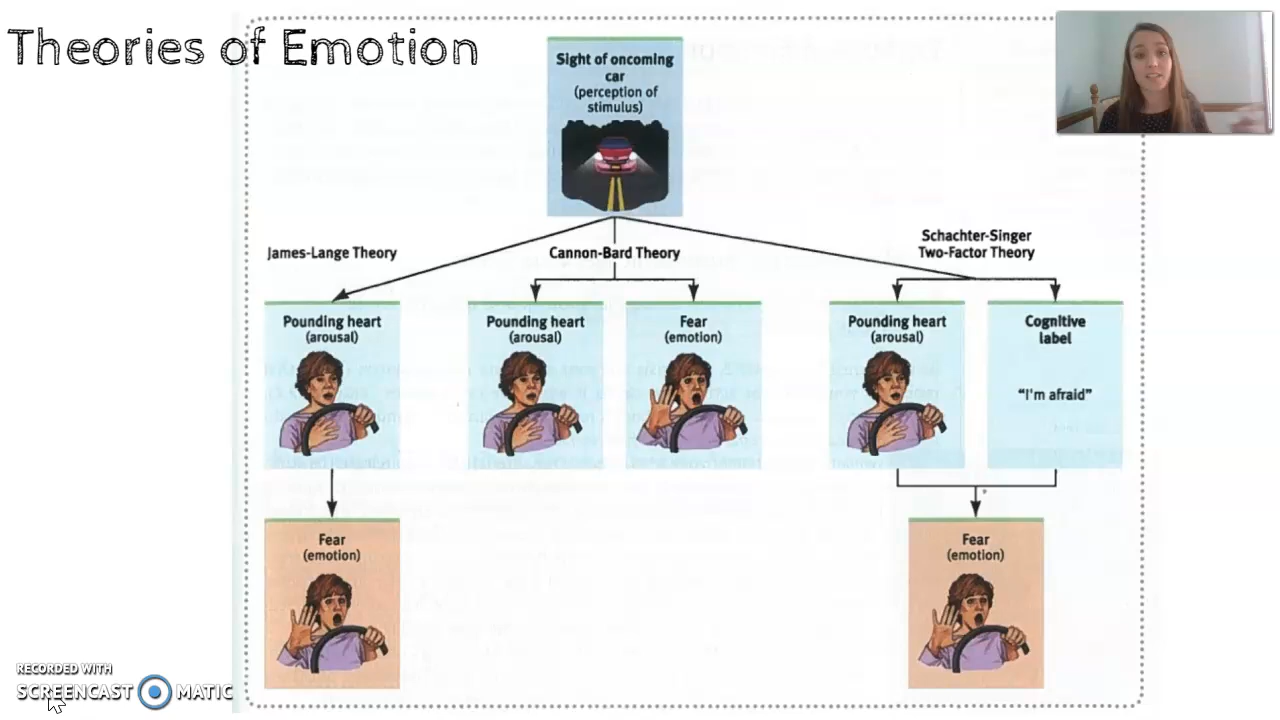 Theories of Emotion
Sight of oncoming
car
(perception of
stimulus)
James-Lange Theory
Cannon-Bard Theory
Schachter-Singer
Two-Factor Theory
Pounding heart
(arousal)
Pounding heart
(arousal)
Fear
(emotion)
Pounding heart
(arousal)
Cognitive
label
"I'm afraid"
Fear
(emotion)
Fear
(emotion)
RECORDED WITH
SCREENCAST MATIC